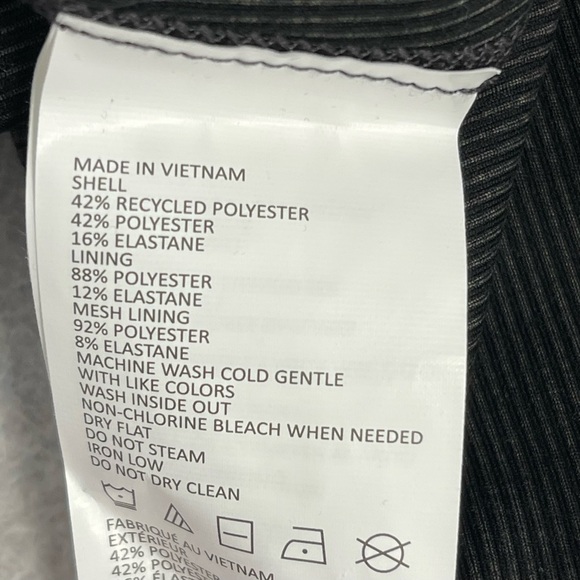 MADE IN VIETNAM
SHELL
42% RECYCLED POLYESTER
42% POLYESTER
16% ELASTANE
LINING
88% POLYESTER
12% ELASTANE
MESH LINING
92% POLYESTER
8% ELASTANE
MACHINE WASH COLD GENTLE
WITH LIKE COLORS
WASH INSIDE OUT
NON-CHLORINE BLEACH WHEN NEEDED
DRY FLAT
DO NOT STEAM
IRON LOW
DO NOT DRY CLEAN
FABRIQUÉ AU VIETNAM
EXTÉRIEUR
42% POLYESTER
42% POLYES